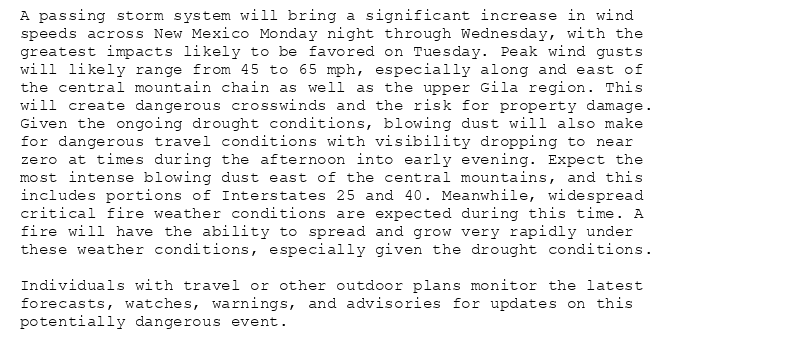 A passing storm system will bring a significant increase in wind
speeds across New Mexico Monday night through Wednesday, with the
greatest impacts likely to be favored on Tuesday. Peak wind gusts
will likely range from 45 to 65 mph, especially along and east of
the central mountain chain as well as the upper Gila region. This
will create dangerous crosswinds and the risk for property damage.
Given the ongoing drought conditions, blowing dust will also make
for dangerous travel conditions with visibility dropping to near
zero at times during the afternoon into early evening. Expect the
most intense blowing dust east of the central mountains, and this
includes portions of Interstates 25 and 40. Meanwhile, widespread
critical fire weather conditions are expected during this time. A
fire will have the ability to spread and grow very rapidly under
these weather conditions, especially given the drought conditions.

Individuals with travel or other outdoor plans monitor the latest
forecasts, watches, warnings, and advisories for updates on this
potentially dangerous event.